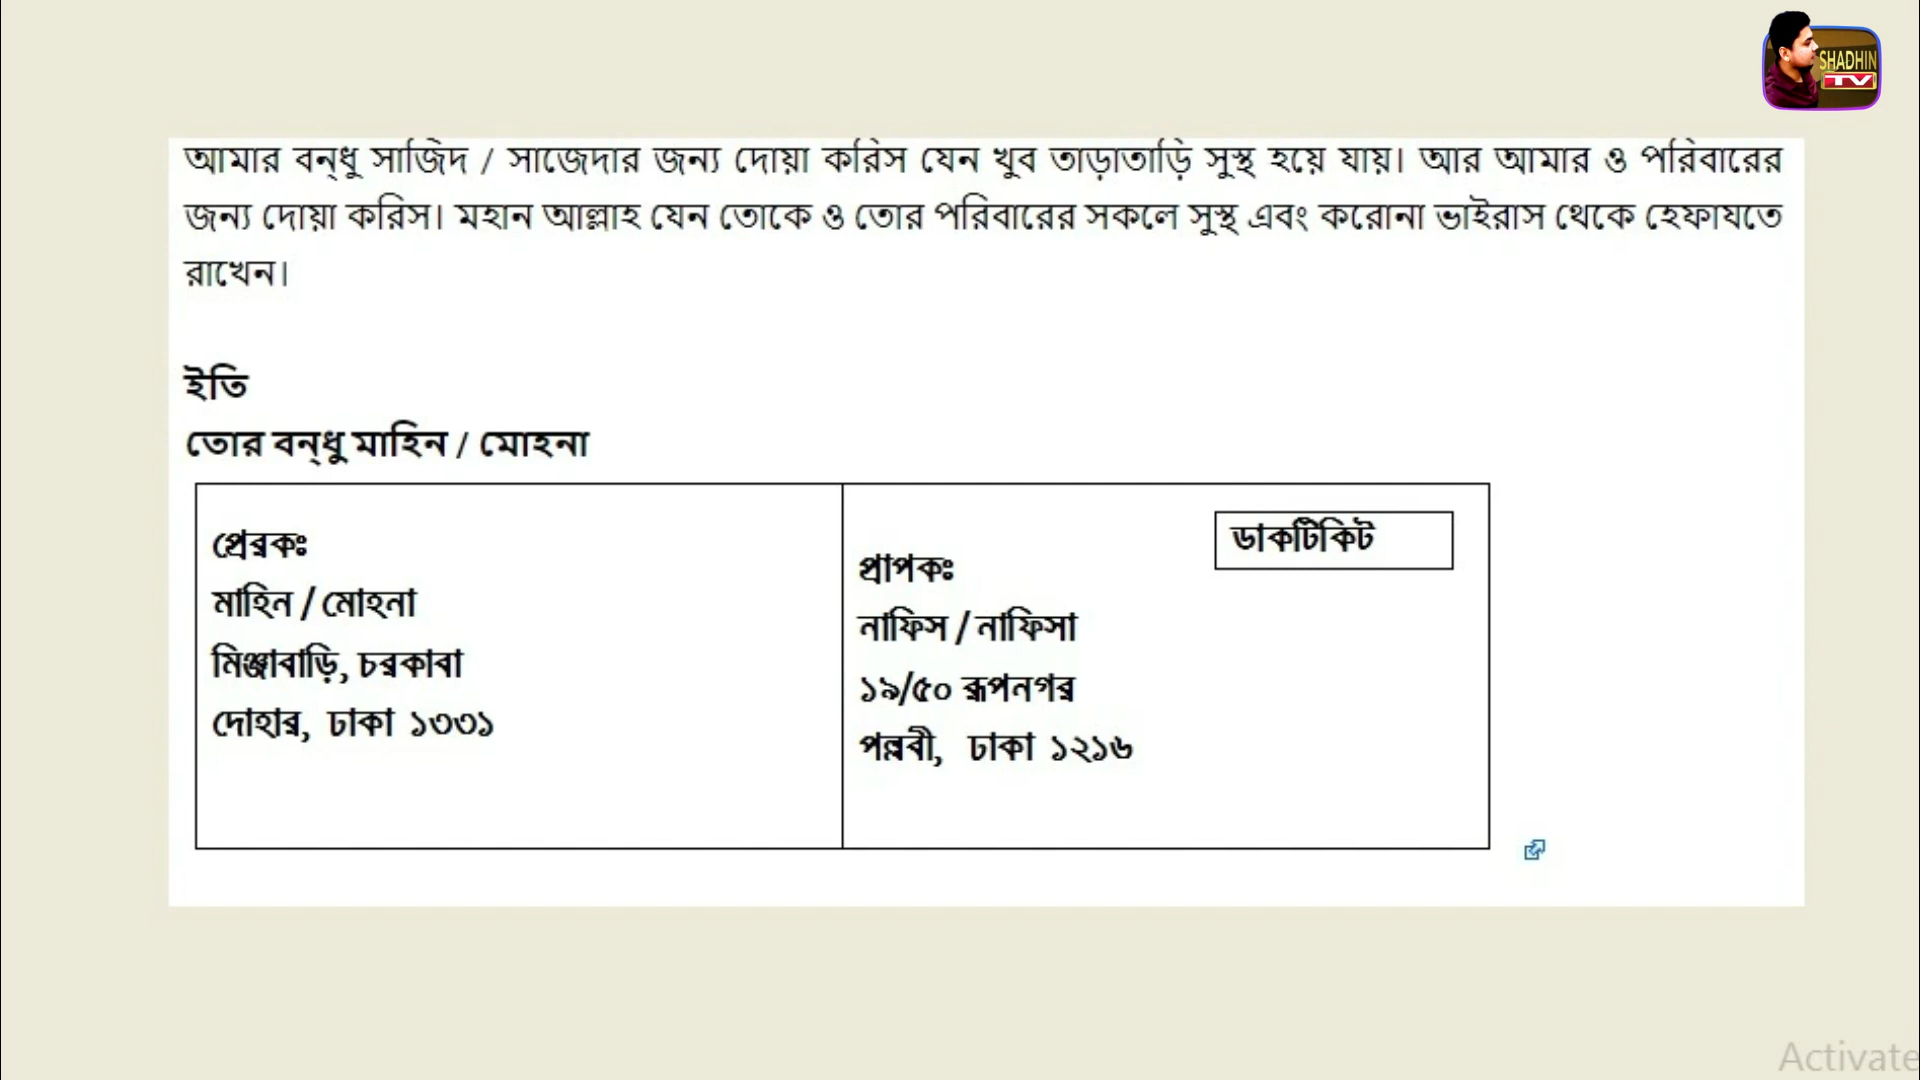 SHADHIN
TV
আমার বন্ধু সাজিদ / সাজেদার জন্য দোয়া করিস যেন খুব তাড়াতাড়ি সুস্থ হয়ে যায়। আর আমার ও পরিবারের
জন্য দোয়া করিস। মহান আল্লাহ যেন তোকে ও তোর পরিবারের সকলে সুস্থ এবং করোনা ভাইরাস থেকে হেফাযতে
রাখেন।
ইতি
তোর বন্ধু মাহিন / মোহনা
প্রেরকঃ
মাহিন / মোহনা
মিঞ্জাবাড়ি, চরকাবা
দোহার, ঢাকা ১৩৩১
ডাকটিকিট
প্রাপকঃ
নাফিস / নাফিসা
১৯/৫০ রূপনগর
পল্লবী, ঢাকা ১২১৬
Activate